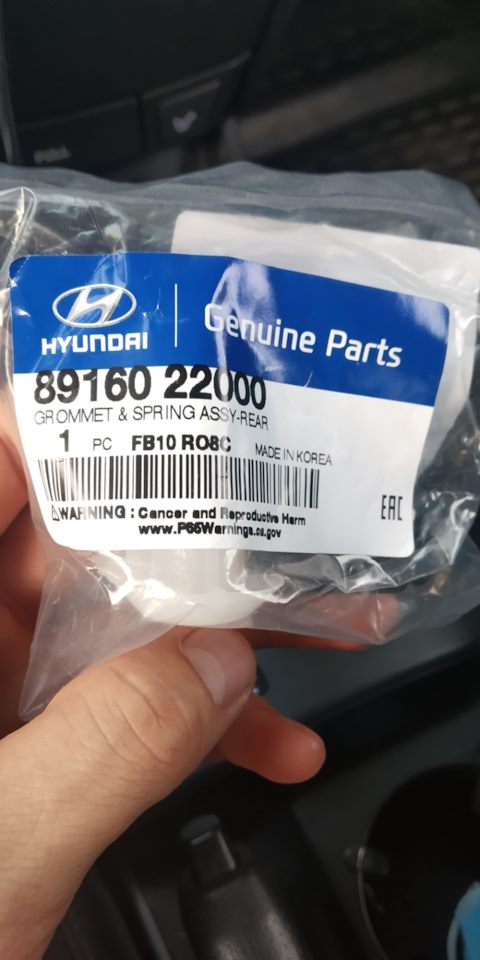 HYUNDAI
Genuine Parts
89160 22000
GROMMET & SPRING ASSY-REAR
1 PC FB10 RO8C MADE IN KOREA
WARNING : Cancer and Reproductive Harm
www.P65Warnings.ca.gov
EAC